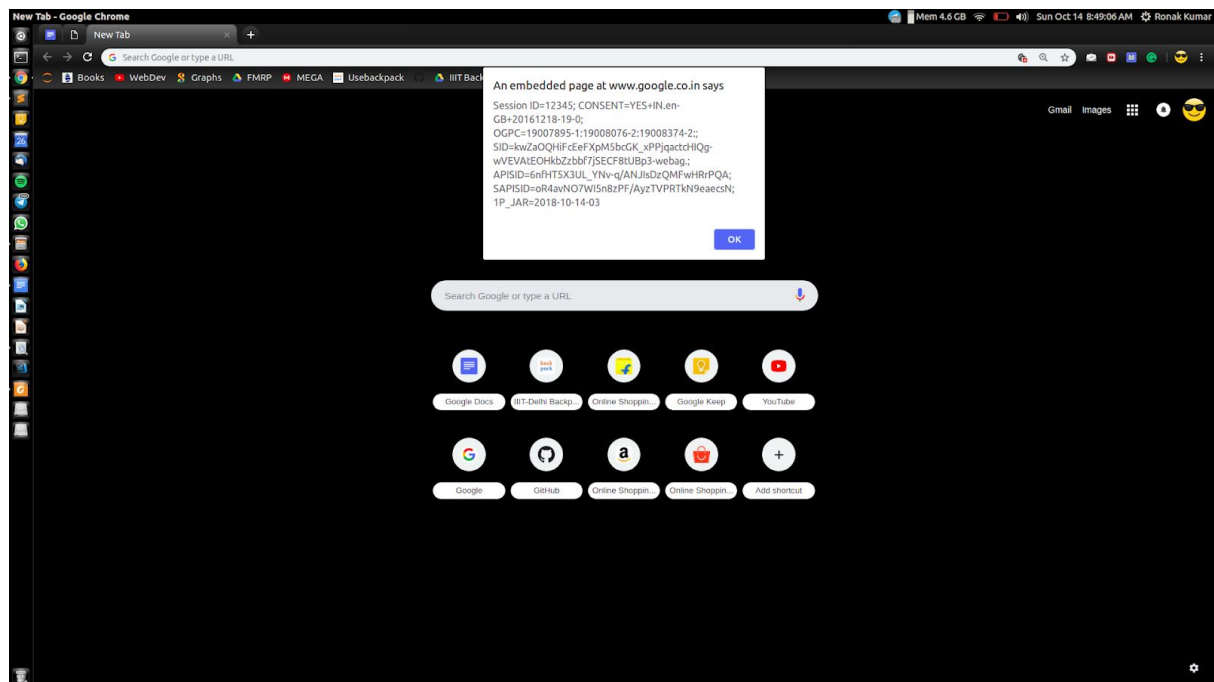 New Tab - Google Chrome
Mem 4.6 GB
Sun Oct 14 8:49:06 AM
Ronak Kumar
New Tab
Search Google or type a URL
Books
WebDev
Graphs
FMRP
MEGA
Usebackpack
IIIT Back
An embedded page at www.google.co.in says
Session ID=12345; CONSENT=YES+IN.en-
GB+20161218-19-0;
OGPC=19007895-1:19008076-2:19008374-2:;
SID=kwZaOQHiFcEeFXpM5bcGK_xPPjqactcHIQg-
wVEVAtEOHkbZzbbf7jSECF8tUBp3-webag.;
APISID=6nfHT5X3UL_YNv-q/ANJIsDzQMFwHRrPQA;
SAPISID=oR4avNO7WI5n8zPF/AyzTVPRTkN9eaecsN;
1P_JAR=2018-10-14-03
OK
Gmail
Images
Search Google or type a URL
Google Docs
IIIT-Delhi Backp...
Online Shoppin...
Google Keep
YouTube
Google
GitHub
Online Shoppin...
Online Shoppin...
Add shortcut